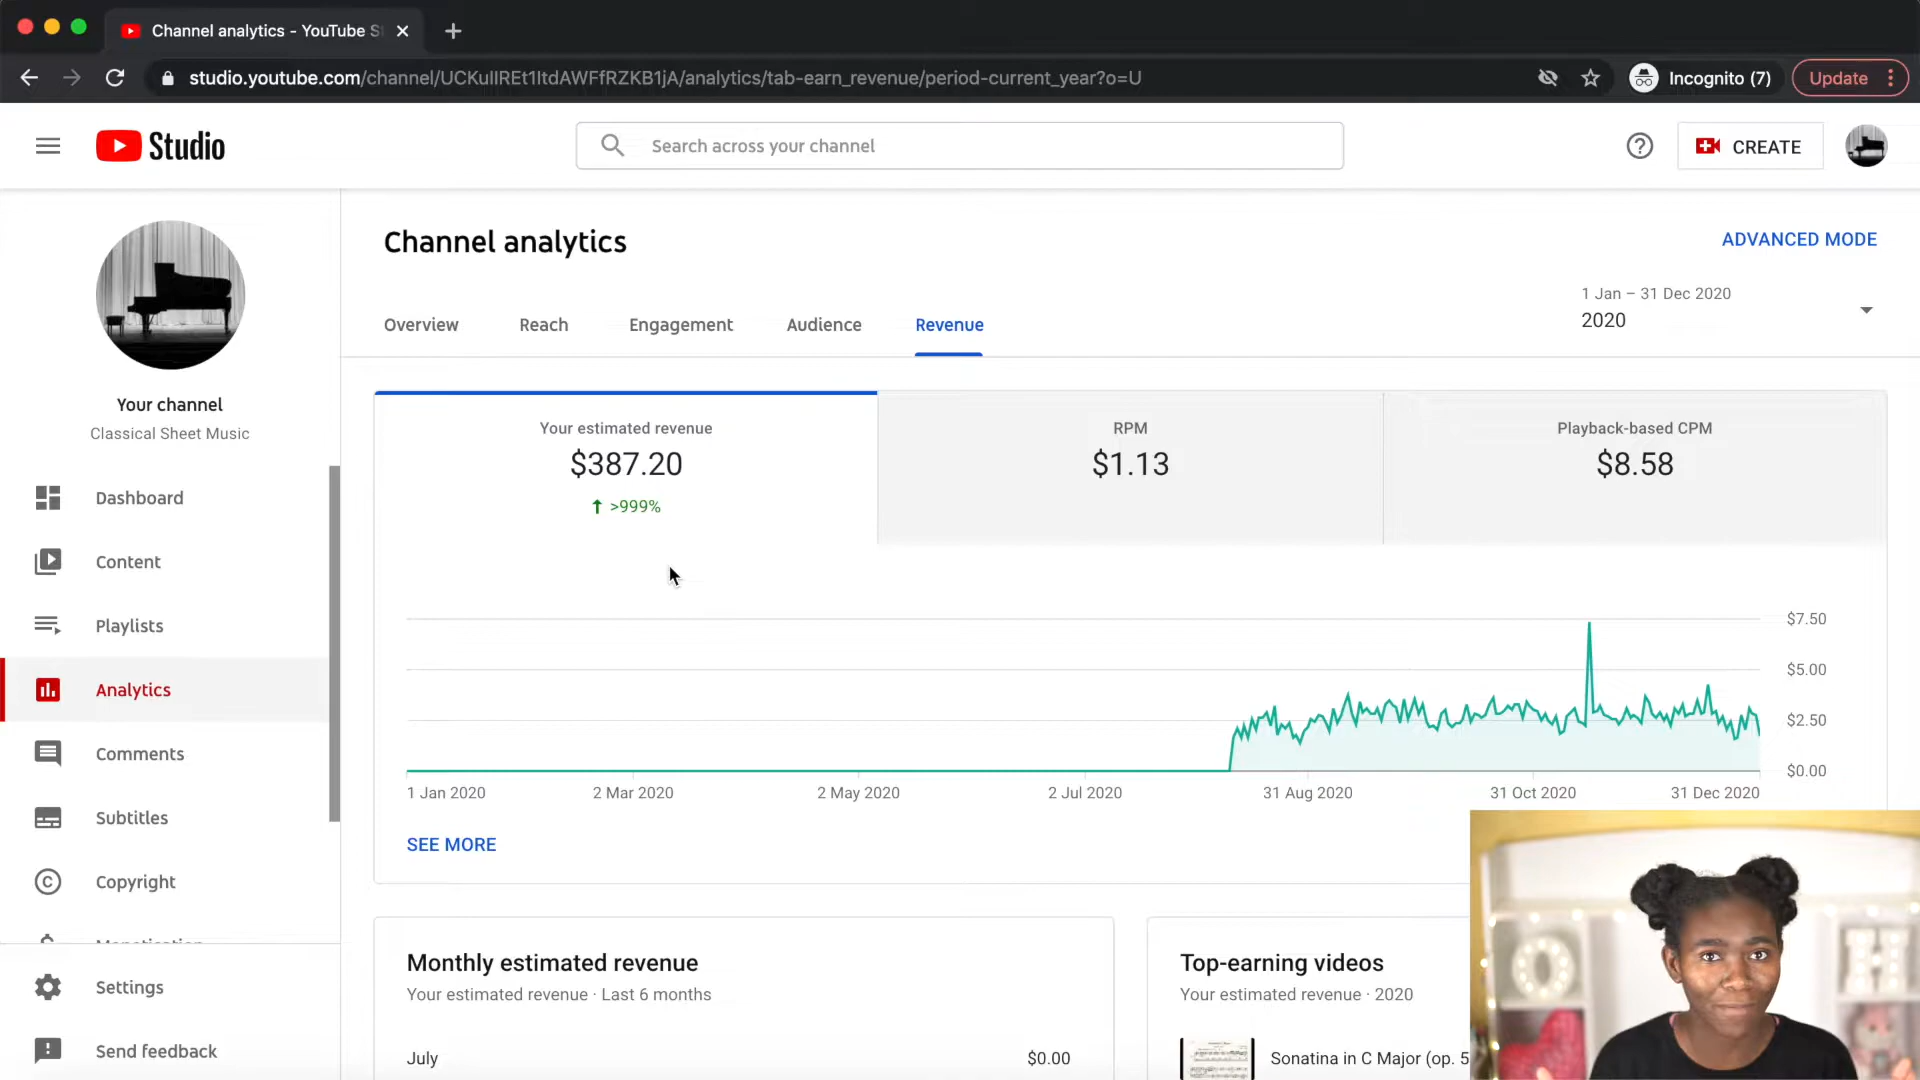 Channel analytics - YouTube S
studio.youtube.com/channel/UCKuIlREt1ItdAWFfRZKB1jA/analytics/tab-earn_revenue/period-current_year?o=U
Incognito (7)
Update
Studio
Search across your channel
CREATE
Channel analytics
ADVANCED MODE
1 Jan – 31 Dec 2020
2020
Overview
Reach
Engagement
Audience
Revenue
Your channel
Classical Sheet Music
Dashboard
Content
Playlists
Analytics
Comments
Subtitles
Copyright
Settings
Send feedback
Your estimated revenue
$387.20
>999%
RPM
$1.13
Playback-based CPM
$8.58
$7.50
$5.00
$2.50
$0.00
1 Jan 2020
2 Mar 2020
2 May 2020
2 Jul 2020
31 Aug 2020
31 Oct 2020
31 Dec 2020
SEE MORE
Monthly estimated revenue
Your estimated revenue · Last 6 months
July
$0.00
Top-earning videos
Your estimated revenue · 2020
Sonatina in C Major (op. 5